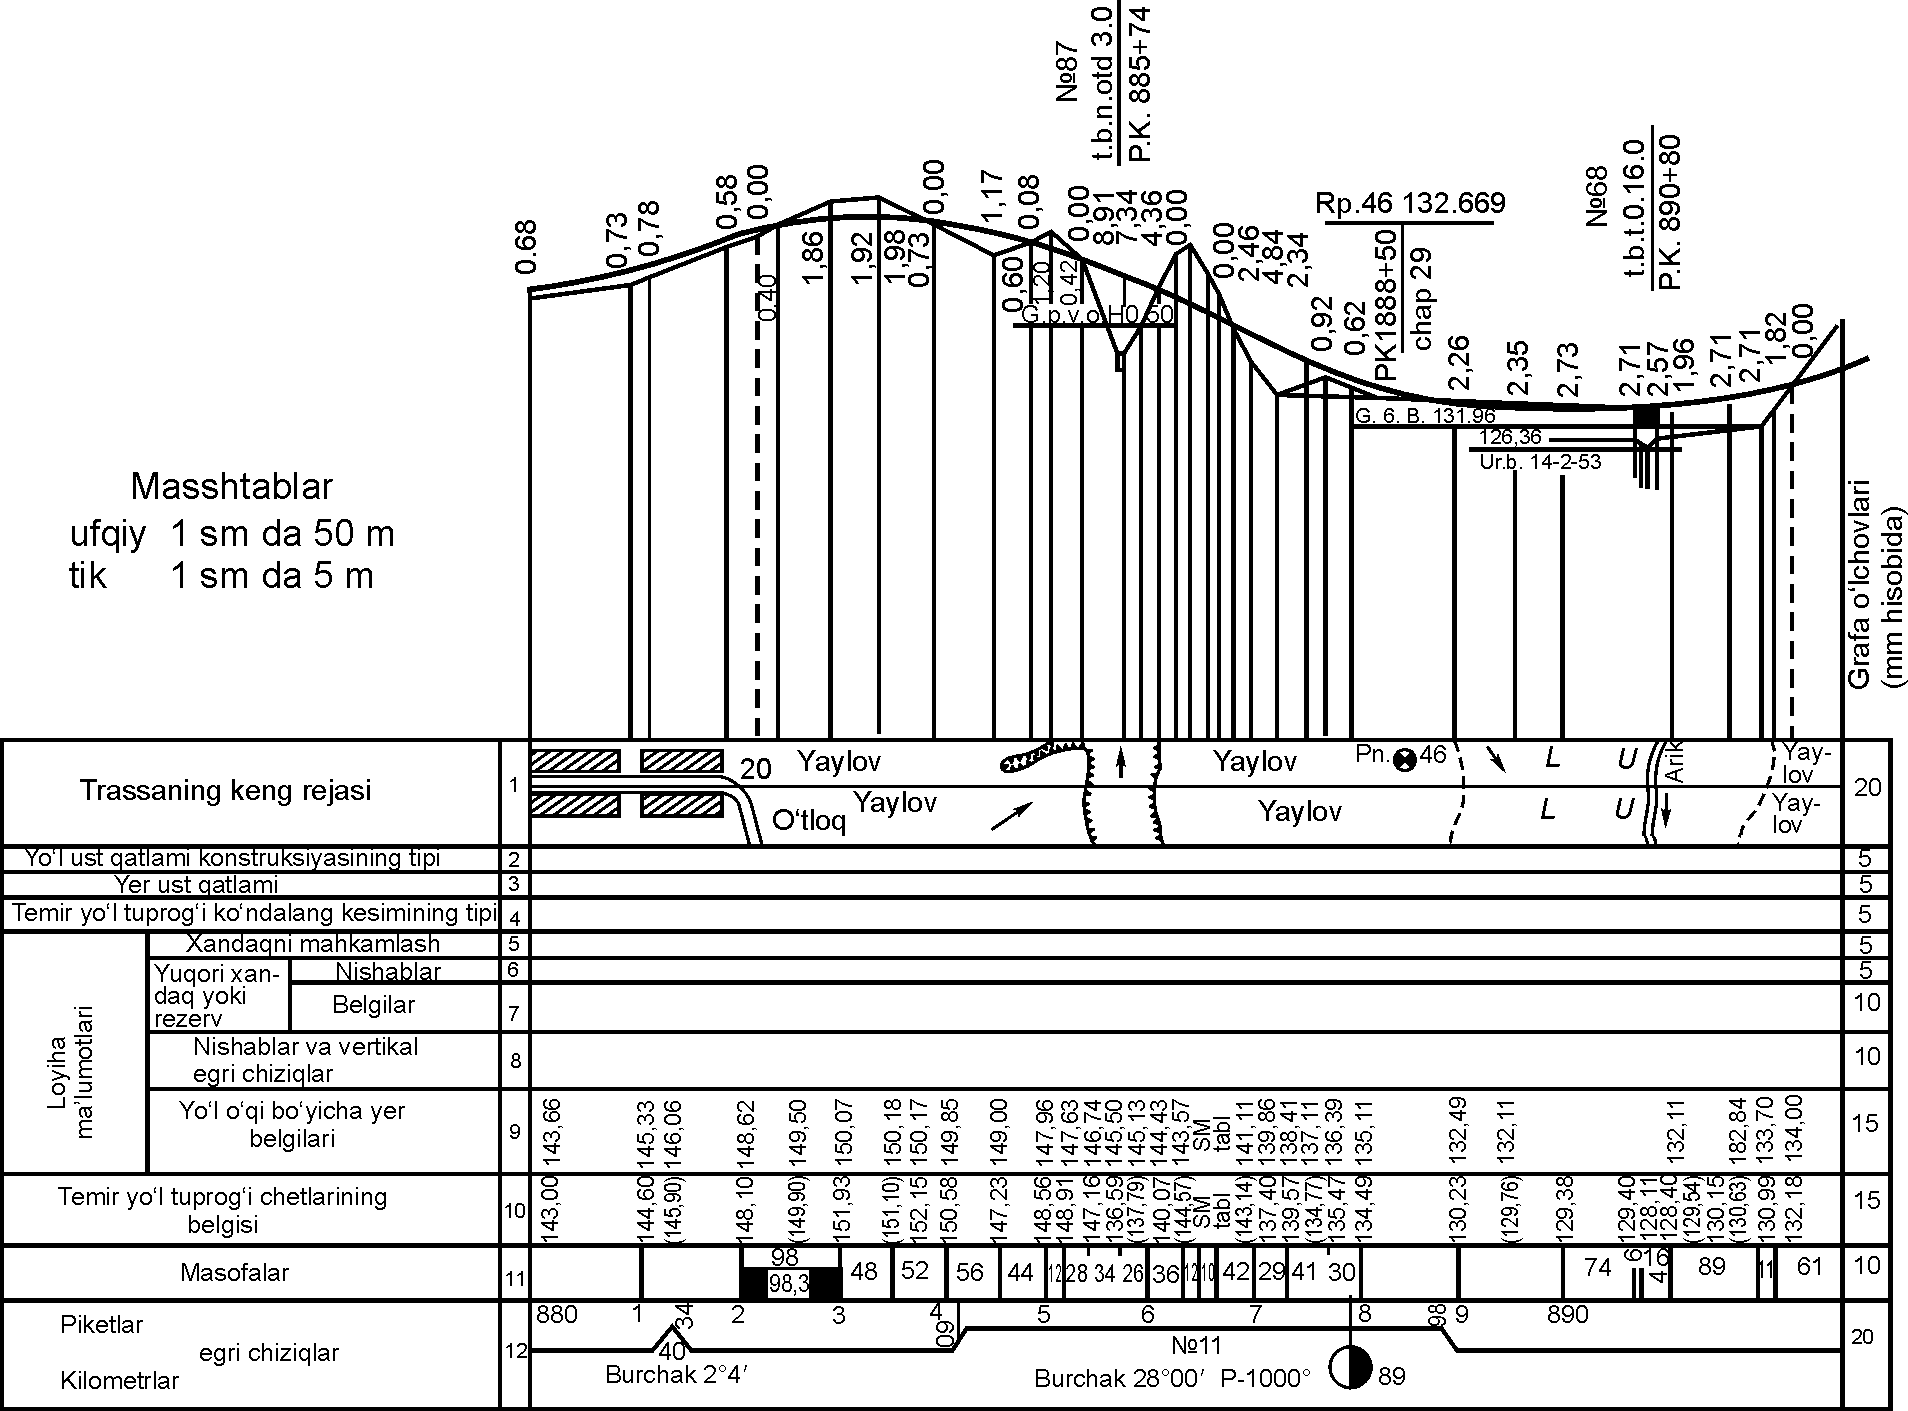 №87
t.b.n.otd 3.0
P.K. 885+74
№68
t.b.t.0.16.0
P.K. 890+80
Rp.46 132.669
PK1888+50
chap 29
0.68
0,73
0,78
0,58
0,00
0,40
1,86
1,92
1,98
0,73
0,00
1,17
0,60
0,08
1,20
0,42
0,00
8,91
7,34
4,36
0,00
0,00
2,46
4,84
2,34
0,92
0,62
2,26
2,35
2,73
2,71
2,57
1,96
2,71
2,71
1,82
0,00
G.p.v.o.H0,50
G. 6. B. 131.96
126,36
Ur.b. 14-2-53
Masshtablar
ufqiy 1 sm da 50 m
tik 1 sm da 5 m
Grafa o‘lchovlari
(mm hisobida)
Trassaning keng rejasi
1
20
Yaylov
Yaylov
O‘tloq
Yaylov
Yaylov
Pn. 46
L
U
L
U
Arik
Yay-
lov
Yay-
lov
20
Yo‘l ust qatlami konstruksiyasining tipi 2 5
Yer ust qatlami 3 5
Temir yo‘l tuprog‘i ko‘ndalang kesimining tipi 4 5
Loyiha
ma’lumotlari
Xandaqni mahkamlash 5 5
Yuqori xan-
daq yoki
rezerv
Nishablar 6 5
Belgilar 7 10
Nishablar va vertikal
egri chiziqlar
8 10
Yo‘l o‘qi bo‘yicha yer
belgilari
9
143,66
145,33
146,06
148,62
149,50
150,07
150,18
150,17
149,85
149,00
147,96
147,63
146,74
145,50
145,13
144,43
143,57
SM
tabl
141,11
139,86
138,41
137,11
136,39
135,11
132,49
132,11
132,11
182,84
133,70
134,00
15
Temir yo‘l tuprog‘i chetlarining
belgisi
10
143,00
144,60
(145,90)
148,10
(149,90)
151,93
(151,10)
152,15
150,58
147,23
148,56
148,91
147,16
136,59
(137,79)
140,07
(144,57)
SM
tabl
(143,14)
137,40
139,57
(134,77)
135,47
134,49
130,23
(129,76)
129,38
129,40
128,11
128,40
(129,54)
130,15
(130,63)
130,99
132,18
15
Masofalar 11
98
98,3
48 52 56 44 12 28 34 26 36 12 10 42 29 41 30 74 6 16 4 89 11 61
10
Piketlar
egri chiziqlar
Kilometrlar
12
880 1 2 3 4 5 6 7 8 9 890
34
40
60
98
Burchak 2°4′
№11
Burchak 28°00′ P-1000°
89
20